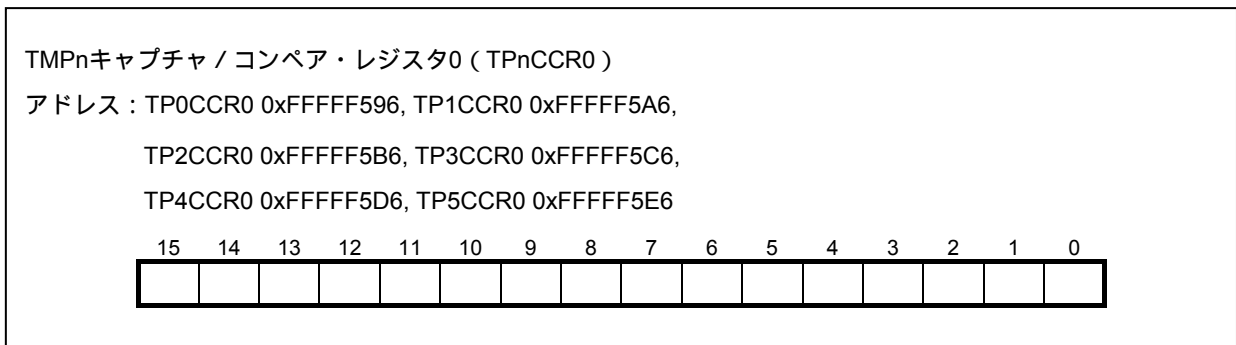 TMPnキャプチャ / コンペア・レジスタ0（TPnCCR0）
アドレス：TP0CCR0 0xFFFFF596, TP1CCR0 0xFFFFF5A6,
TP2CCR0 0xFFFFF5B6, TP3CCR0 0xFFFFF5C6,
TP4CCR0 0xFFFFF5D6, TP5CCR0 0xFFFFF5E6
15 14 13 12 11 10 9 8 7 6 5 4 3 2 1 0